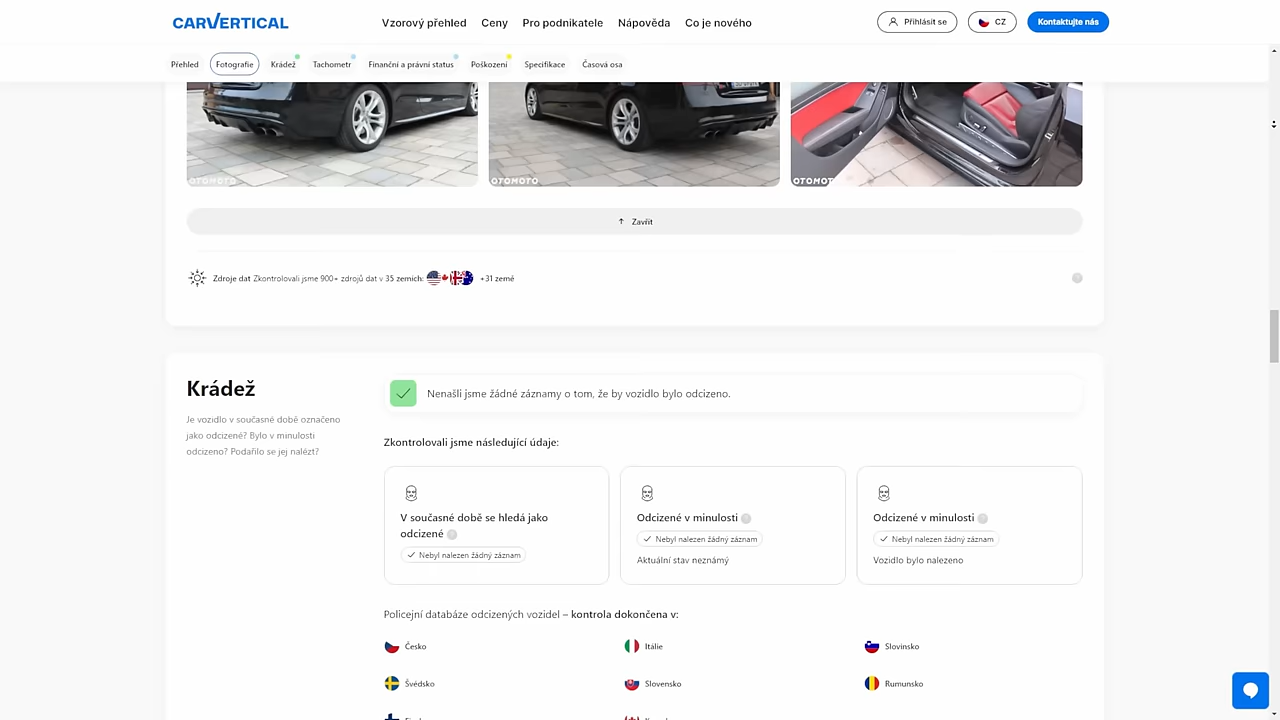 CARVERTICAL
Vzorový přehled Ceny Pro podnikatele Nápověda Co je nového
Přihlásit se
CZ
Kontaktujte nás
Přehled Fotografie Krádež Tachometr Finanční a právní status Poškození Specifikace Časová osa
OTOMOTO
OTOMOTO
OTOMOT
↑ Zavřít
Zdroje dat Zkontrolovali jsme 900+ zdrojů dat v 35 zemích: +31 země
Krádež
Je vozidlo v současné době označeno
jako odcizené? Bylo v minulosti
odcizeno? Podařilo se jej nalézt?
Nenašli jsme žádné záznamy o tom, že by vozidlo bylo odcizeno.
Zkontrolovali jsme následující údaje:
V současné době se hledá jako
odcizené
Nebyl nalezen žádný záznam
Odcizené v minulosti
Nebyl nalezen žádný záznam
Aktuální stav neznámý
Odcizené v minulosti
Nebyl nalezen žádný záznam
Vozidlo bylo nalezeno
Policejní databáze odcizených vozidel – kontrola dokončena v:
Česko Itálie Slovinsko
Švédsko Slovensko Rumunsko